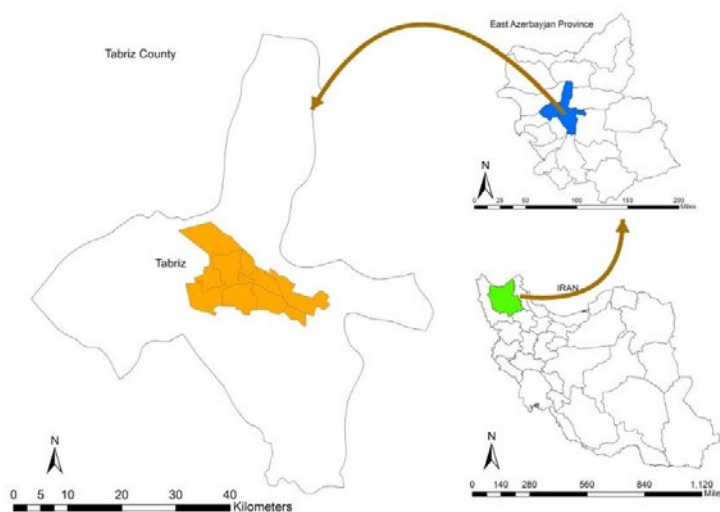 Tabriz County
Tabriz
N
0 5 10 20 30 40
Kilometers
East Azerbayjan Province
N
0 25 50 100 150 200
Miles
IRAN
N
0 140 280 560 840 1,120
Miles